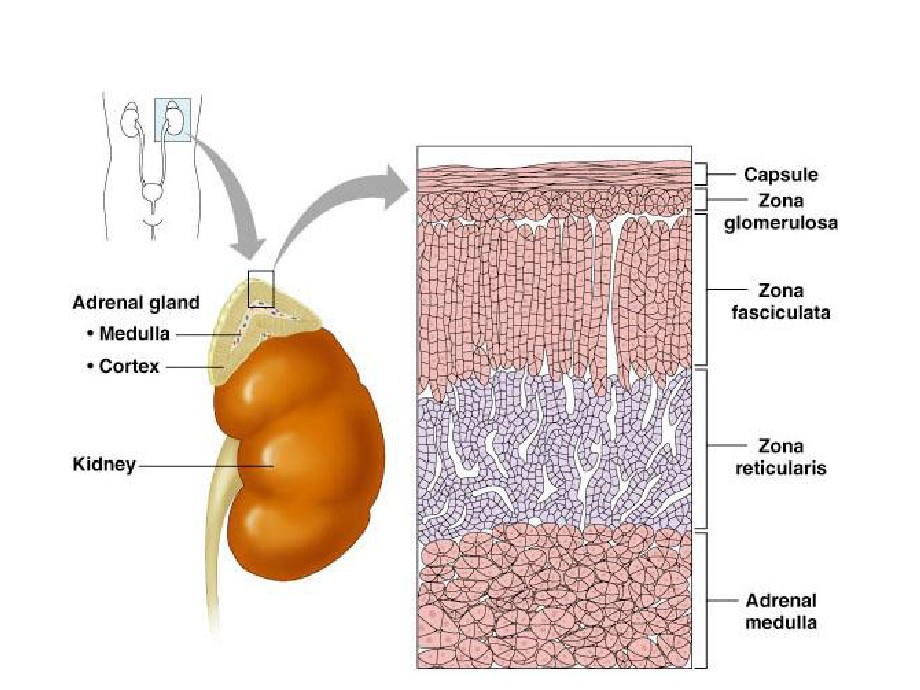 Adrenal gland
• Medulla
• Cortex
Kidney
Capsule
Zona
glomerulosa
Zona
fasciculata
Zona
reticularis
Adrenal
medulla